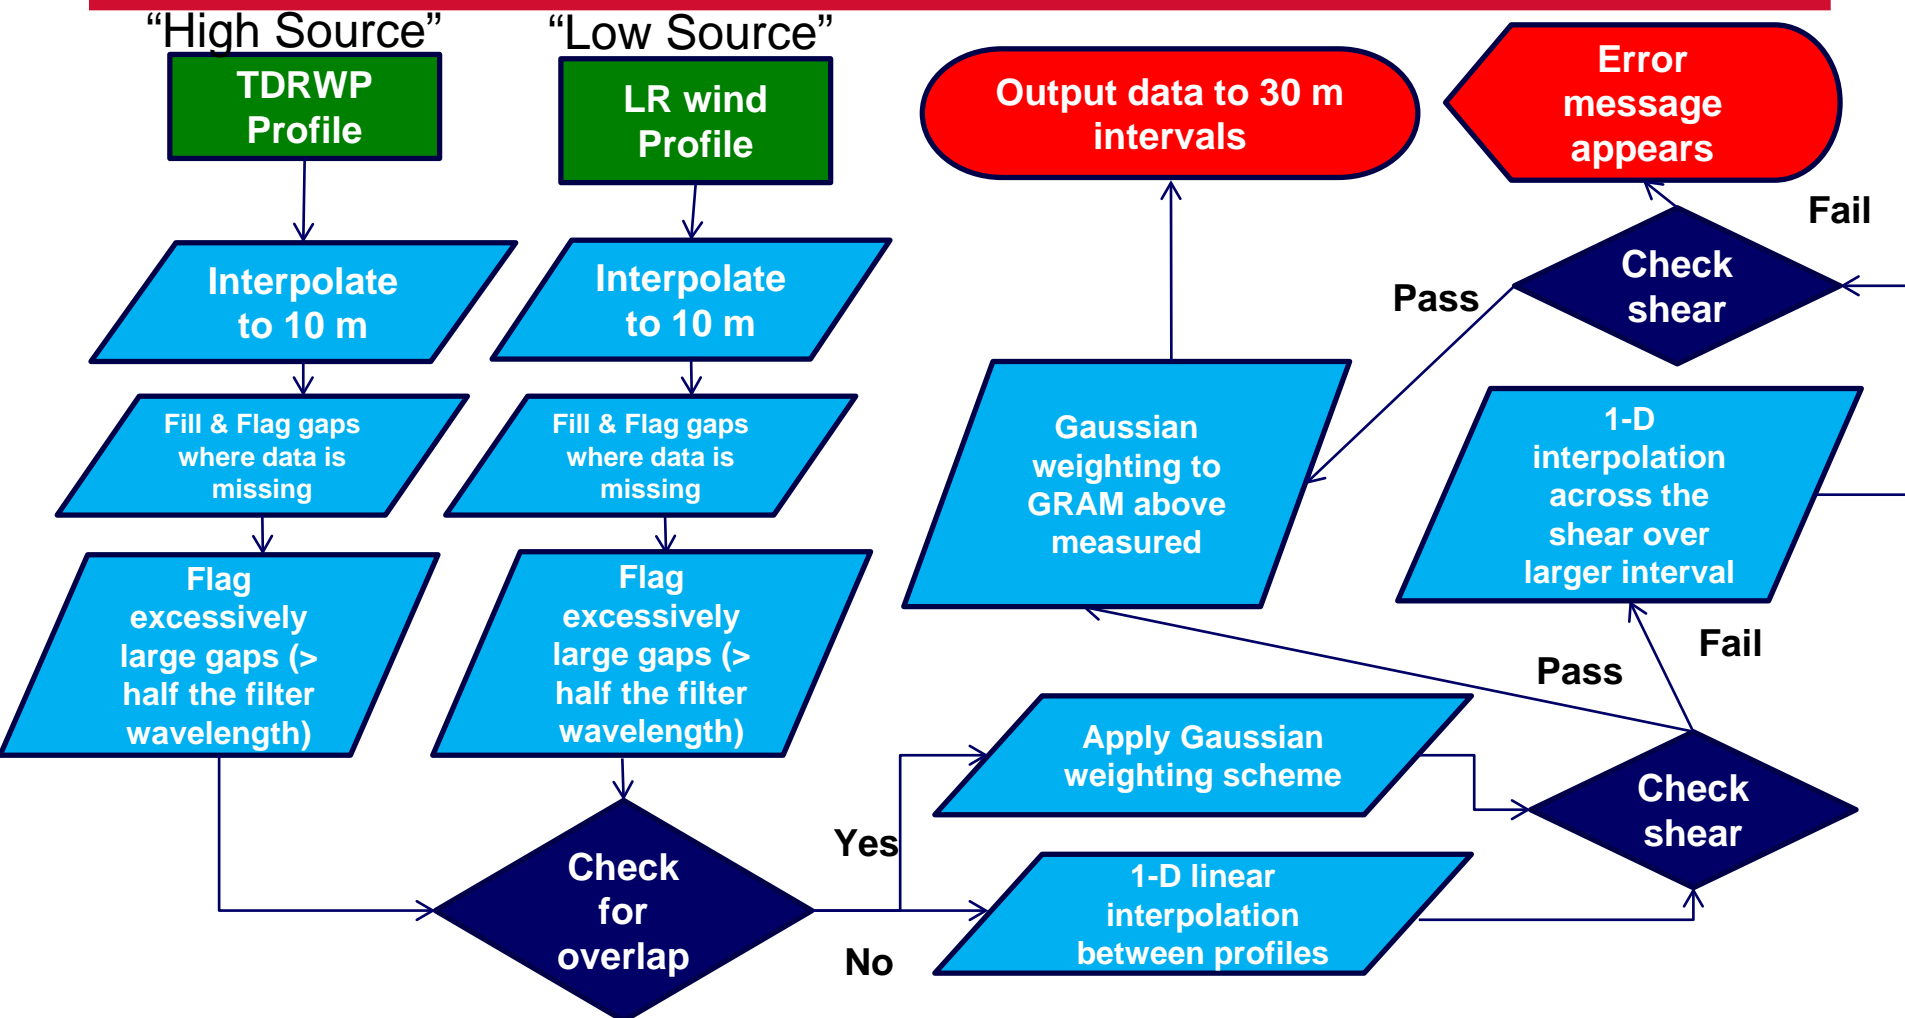 “High Source”
TDRWP
Profile
Interpolate
to 10 m
Fill & Flag gaps
where data is
missing
Flag
excessively
large gaps (>
half the filter
wavelength)
“Low Source”
LR wind
Profile
Interpolate
to 10 m
Fill & Flag gaps
where data is
missing
Flag
excessively
large gaps (>
half the filter
wavelength)
Check
for
overlap
Yes
No
Apply Gaussian
weighting scheme
1-D linear
interpolation
between profiles
Check
shear
Pass
Fail
1-D
interpolation
across the
shear over
larger interval
Check
shear
Pass
Fail
Gaussian
weighting to
GRAM above
measured
Output data to 30 m
intervals
Error
message
appears